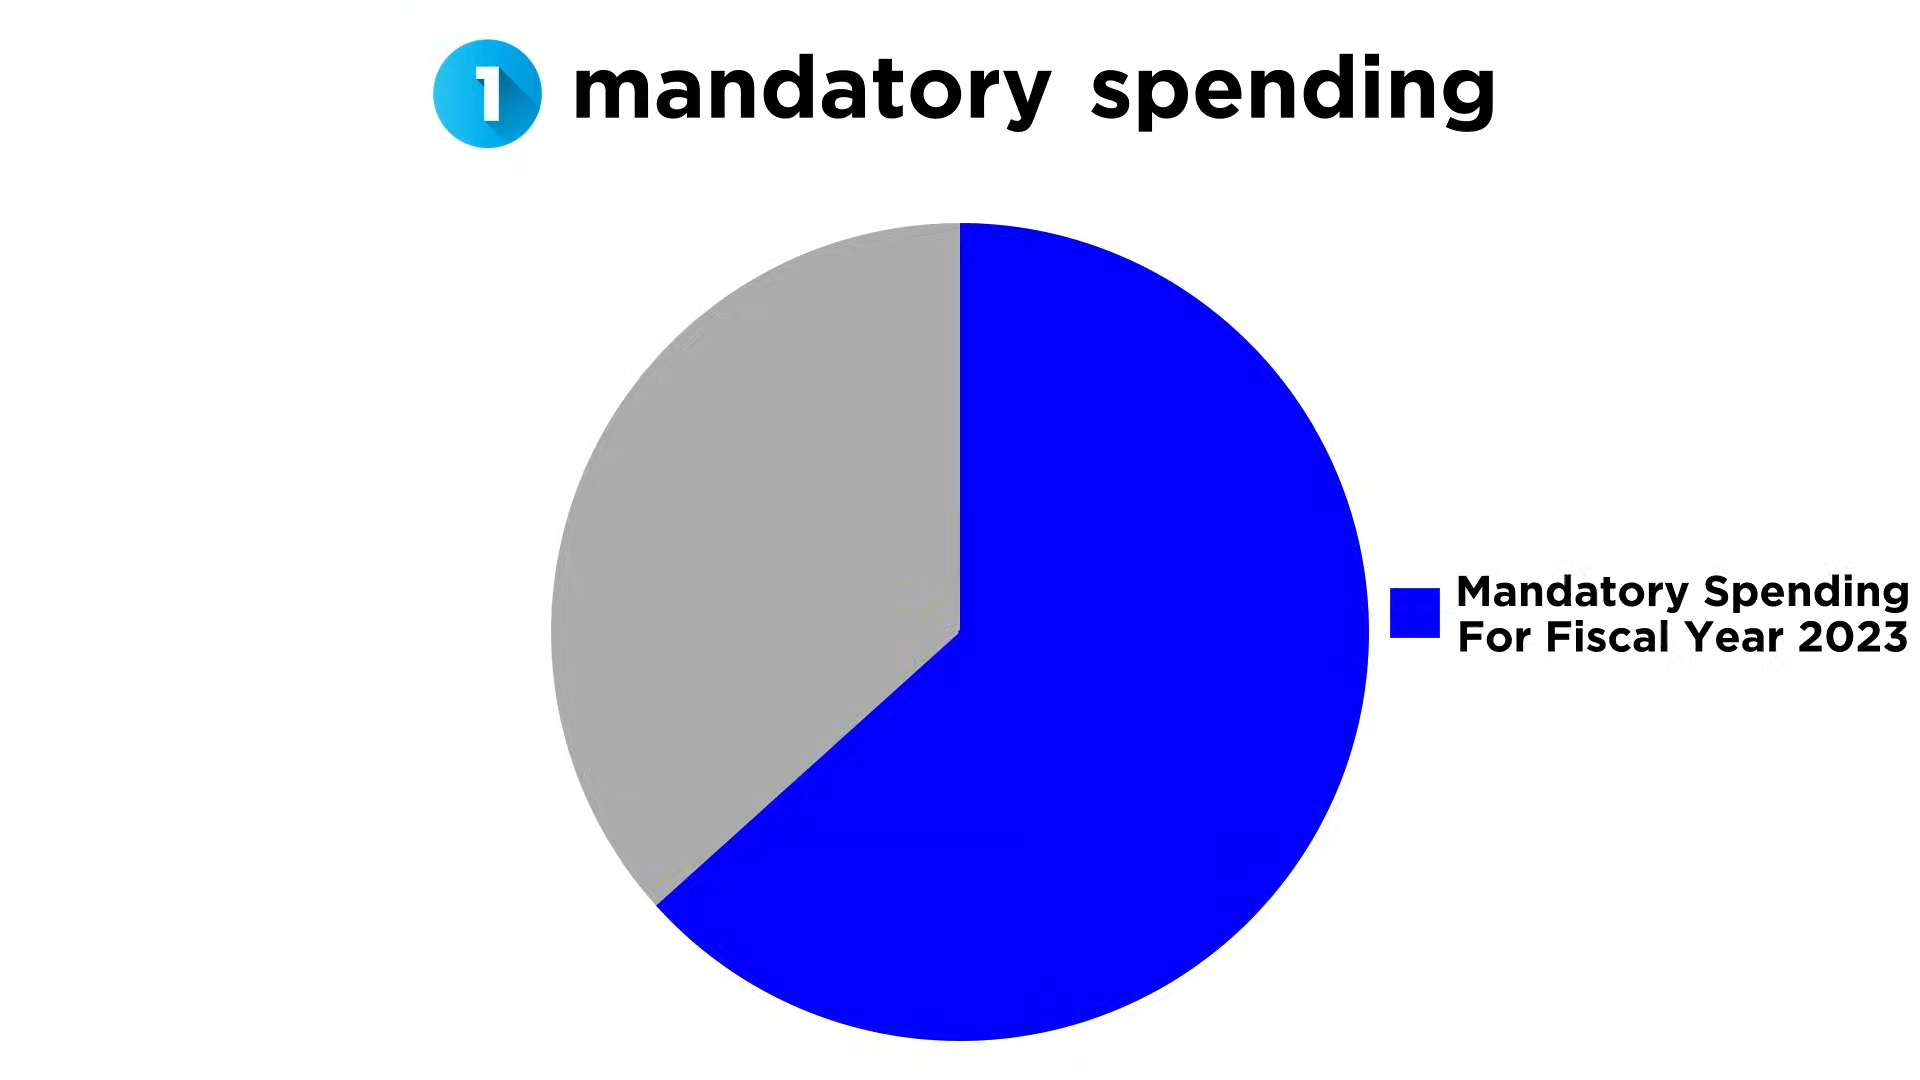 1 mandatory spending
Mandatory Spending
For Fiscal Year 2023